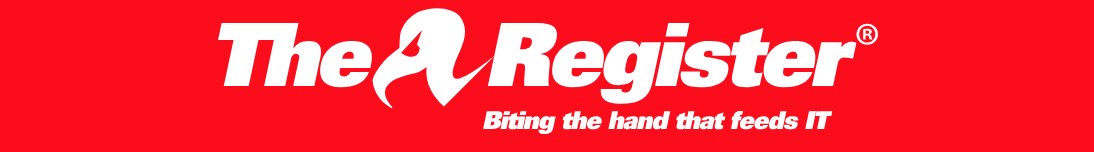 The Register®
Biting the hand that feeds IT